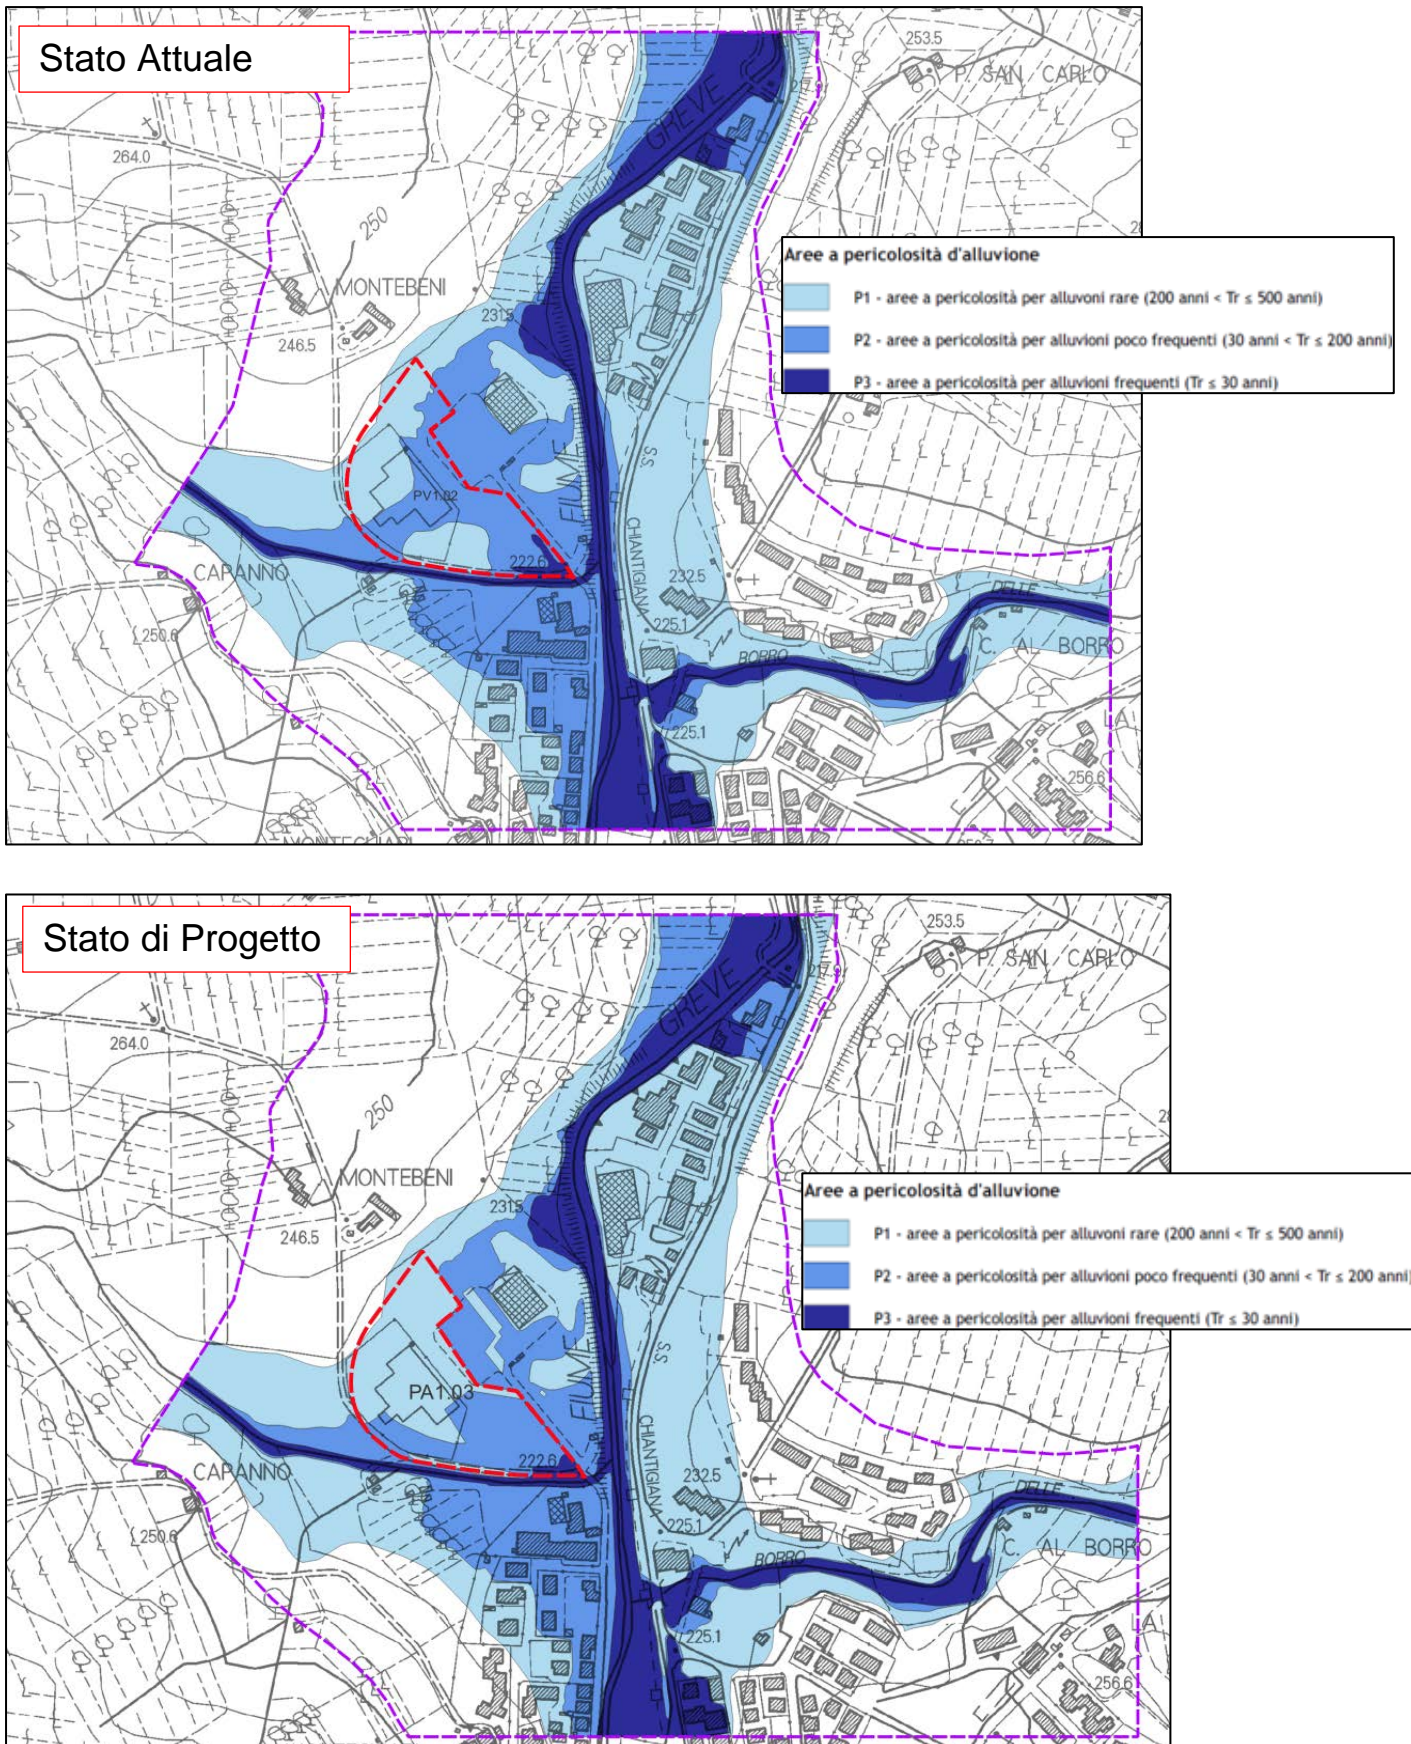 Stato Attuale
253.5
P. SAN CARLO
217.9
GREVE
264.0
250
Aree a pericolosità d'alluvione
P1 - aree a pericolosità per alluvoni rare (200 anni < Tr ≤ 500 anni)
P2 - aree a pericolosità per alluvioni poco frequenti (30 anni < Tr ≤ 200 anni)
P3 - aree a pericolosità per alluvioni frequenti (Tr ≤ 30 anni)
MONTEBENI
231.5
246.5
S.S.
FIUME
PV1.02
CHIANTIGIANA
222.6
CAPANNO
232.5
DELLE
250.6
225.1
BORRO
C. AL BORRO
225.1
256.6
Stato di Progetto
253.5
P. SAN CARLO
217.9
GREVE
264.0
250
MONTEBENI
Aree a pericolosità d'alluvione
P1 - aree a pericolosità per alluvoni rare (200 anni < Tr ≤ 500 anni)
P2 - aree a pericolosità per alluvioni poco frequenti (30 anni < Tr ≤ 200 anni)
P3 - aree a pericolosità per alluvioni frequenti (Tr ≤ 30 anni)
231.5
246.5
S.S.
FIUME
PA1.03
CHIANTIGIANA
222.6
CAPANNO
232.5
DELLE
250.6
225.1
BORRO
C. AL BORRO
225.1
256.6